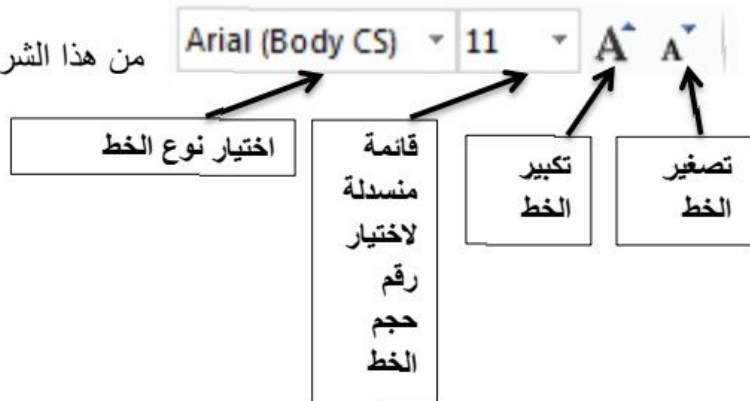 من هذا الشر
Arial (Body CS) 11 A A
اختيار نوع الخط
قائمة
منسدلة
لاختيار
رقم
حجم
الخط
تكبير
الخط
تصغير
الخط